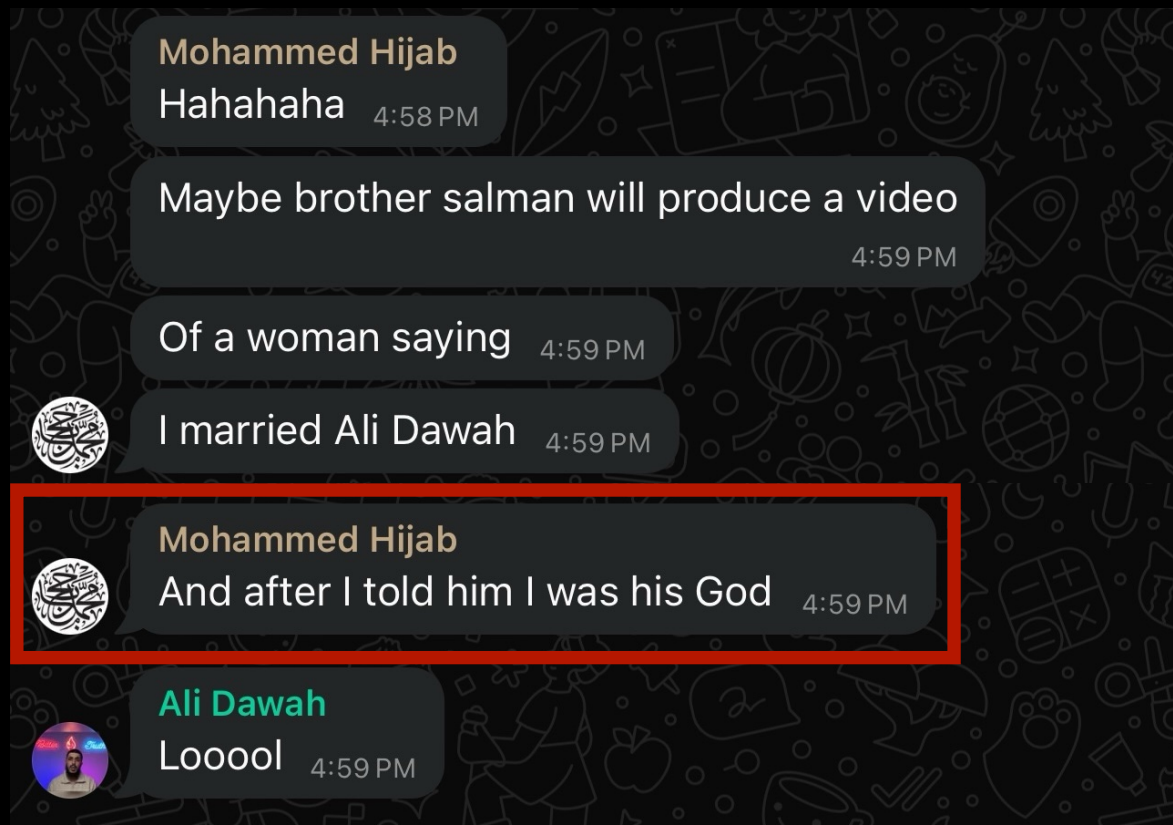 Mohammed Hijab
Hahahaha 4:58 PM
Maybe brother salman will produce a video
4:59 PM
Of a woman saying 4:59 PM
I married Ali Dawah 4:59 PM
Mohammed Hijab
And after I told him I was his God 4:59 PM
Ali Dawah
Looool 4:59 PM